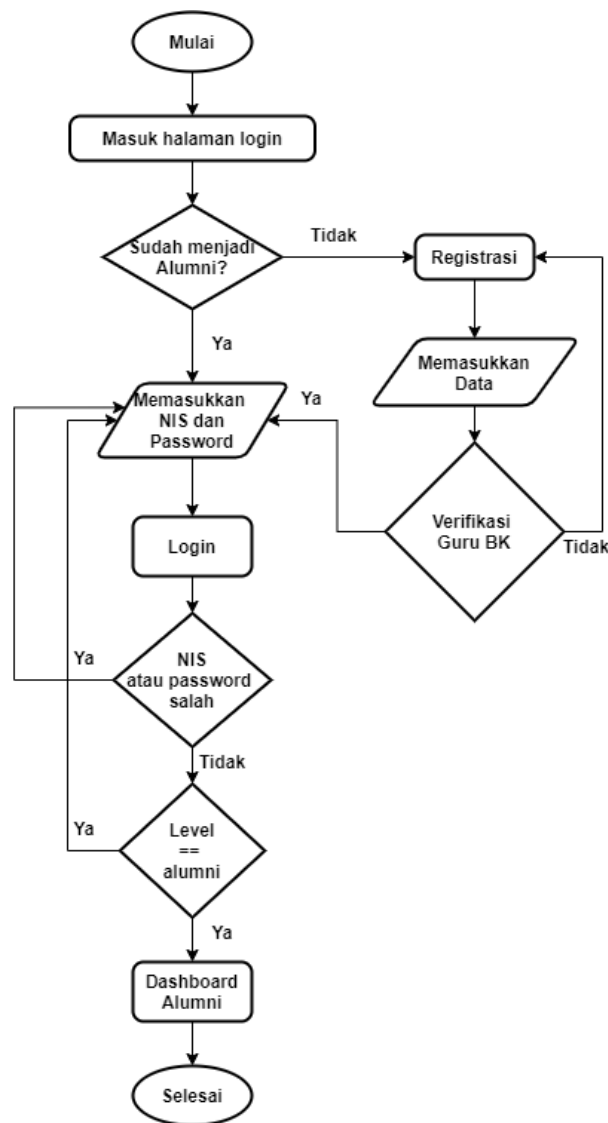 Mulai
Masuk halaman login
Sudah menjadi
Alumni?
Tidak
Registrasi
Ya
Memasukkan
Data
Memasukkan
NIS dan
Password
Ya
Verifikasi
Guru BK
Tidak
Login
NIS
atau password
salah
Ya
Tidak
Level
==
alumni
Ya
Ya
Dashboard
Alumni
Selesai